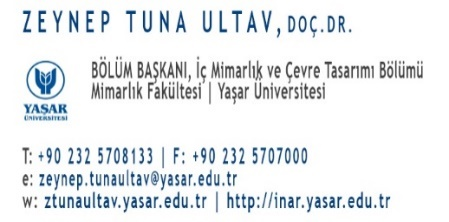 ZEYNEP TUNA ULTAV, DOÇ.DR.
BÖLÜM BAŞKANI, İç Mimarlık ve Çevre Tasarımı Bölümü
Mimarlık Fakültesi | Yaşar Üniversitesi
YAŞAR
ÜNİVERSİTESİ
T: +90 232 5708133 | F: +90 232 5707000
e: zeynep.tunaultav@yasar.edu.tr
w: ztunaultav.yasar.edu.tr | http://inar.yasar.edu.tr